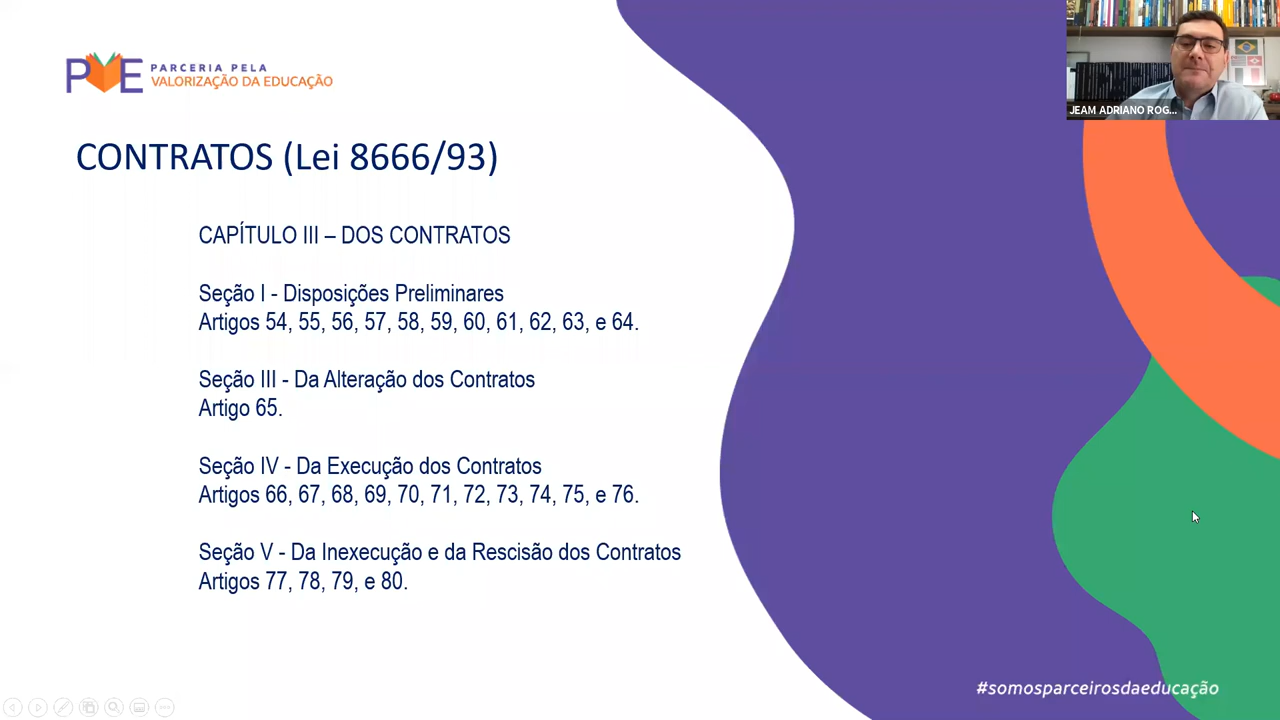 PVE PARCERIA PELA
VALORIZAÇÃO DA EDUCAÇÃO
JEAM ADRIANO ROG...
CONTRATOS (Lei 8666/93)
CAPÍTULO III – DOS CONTRATOS
Seção I - Disposições Preliminares
Artigos 54, 55, 56, 57, 58, 59, 60, 61, 62, 63, e 64.
Seção III - Da Alteração dos Contratos
Artigo 65.
Seção IV - Da Execução dos Contratos
Artigos 66, 67, 68, 69, 70, 71, 72, 73, 74, 75, e 76.
Seção V - Da Inexecução e da Rescisão dos Contratos
Artigos 77, 78, 79, e 80.
#somosparceirosdaeducação